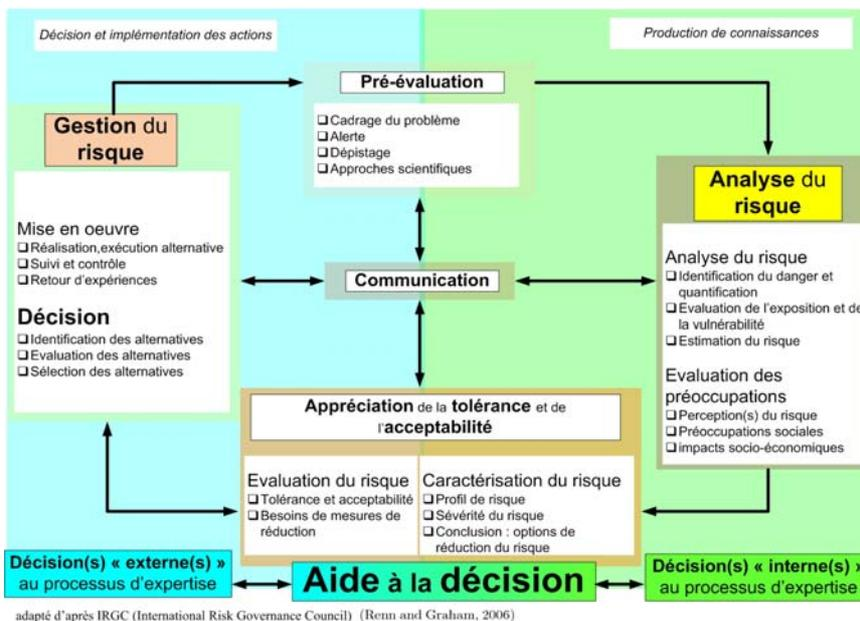 Décision et implémentation des actions
Production de connaissances
Pré-évaluation
❑ Cadrage du problème
❑ Alerte
❑ Dépistage
❑ Approches scientifiques
Gestion du
risque
Mise en oeuvre
❑ Réalisation,exécution alternative
❑ Suivi et contrôle
❑ Retour d'expériences
Décision
❑ Identification des alternatives
❑ Evaluation des alternatives
❑ Sélection des alternatives
Communication
Analyse du
risque
Analyse du risque
❑ Identification du danger et
quantification
❑ Evaluation de l'exposition et de
la vulnérabilité
❑ Estimation du risque
Evaluation des
préoccupations
❑ Perception(s) du risque
❑ Préoccupations sociales
❑ impacts socio-économiques
Appréciation de la tolérance et de
l'acceptabilité
Evaluation du risque
❑ Tolérance et acceptabilité
❑ Besoins de mesures de
réduction
Caractérisation du risque
❑ Profil de risque
❑ Sévérité du risque
❑ Conclusion : options de
réduction du risque
Décision(s) « externe(s) »
au processus d'expertise
Aide à la décision
Décision(s) « interne(s) »
au processus d'expertise
adapté d'après IRGC (International Risk Governance Council) (Renn and Graham, 2006)